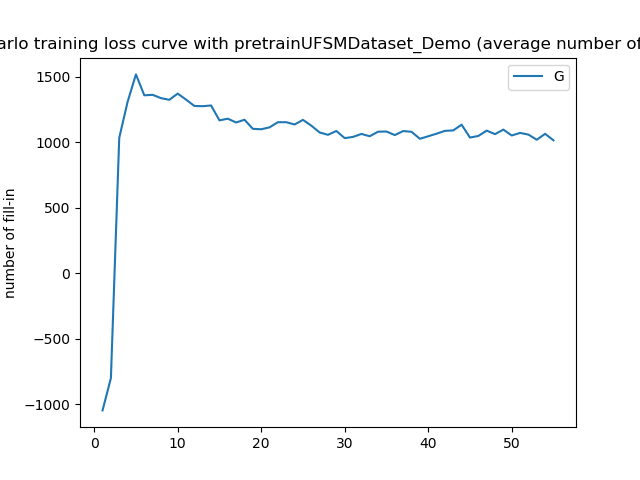 arlo training loss curve with pretrainUFSMDataset_Demo (average number of
G
number of fill-in
1500
1000
500
0
−500
−1000
0 10 20 30 40 50